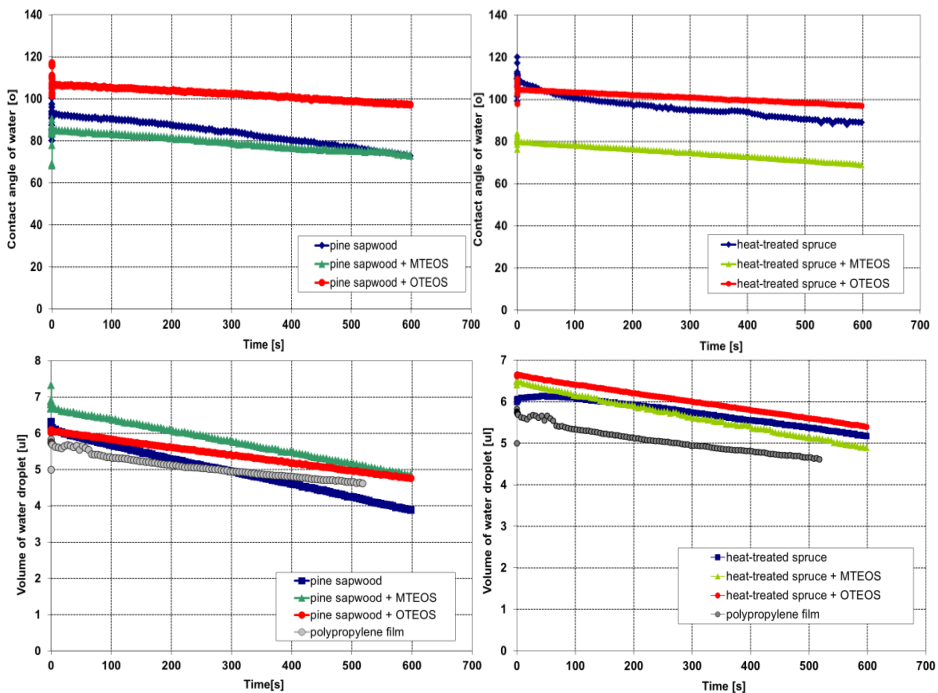 Contact angle of water [o]
140
120
100
80
60
40
20
0
0 100 200 300 400 500 600 700
Time [s]
pine sapwood
pine sapwood + MTEOS
pine sapwood + OTEOS
Contact angle of water [o]
140
120
100
80
60
40
20
0
0 100 200 300 400 500 600 700
Time [s]
heat-treated spruce
heat-treated spruce + MTEOS
heat-treated spruce + OTEOS
Volume of water droplet [ul]
8
7
6
5
4
3
2
1
0
0 100 200 300 400 500 600 700
Time[s]
pine sapwood
pine sapwood + MTEOS
pine sapwood + OTEOS
polypropylene film
Volume of water droplet [ul]
7
6
5
4
3
2
1
0
0 100 200 300 400 500 600 700
Time [s]
heat-treated spruce
heat-treated spruce + MTEOS
heat-treated spruce + OTEOS
polypropylene film